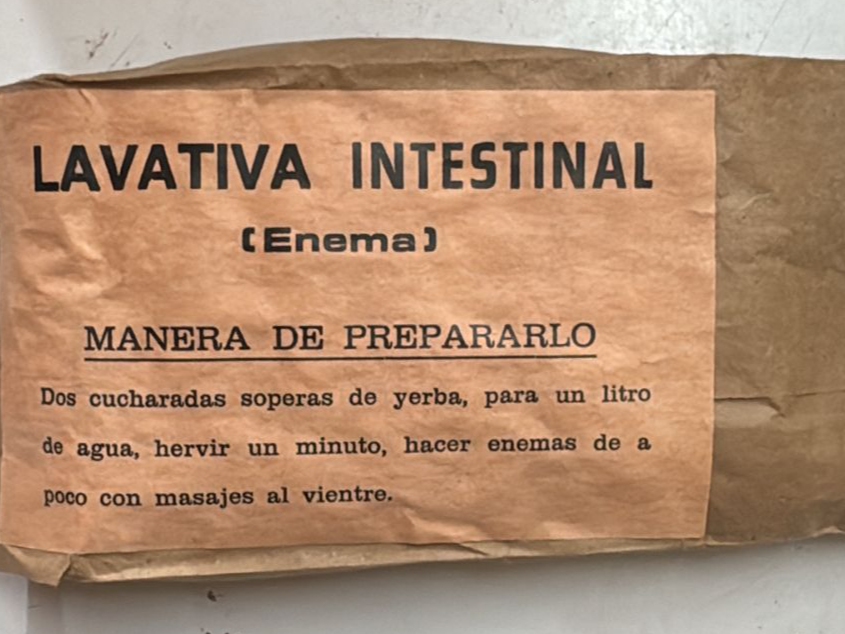 LAVATIVA INTESTINAL
(Enema)
MANERA DE PREPARARLO
Dos cucharadas soperas de yerba, para un litro
de agua, hervir un minuto, hacer enemas de a
poco con masajes al vientre.